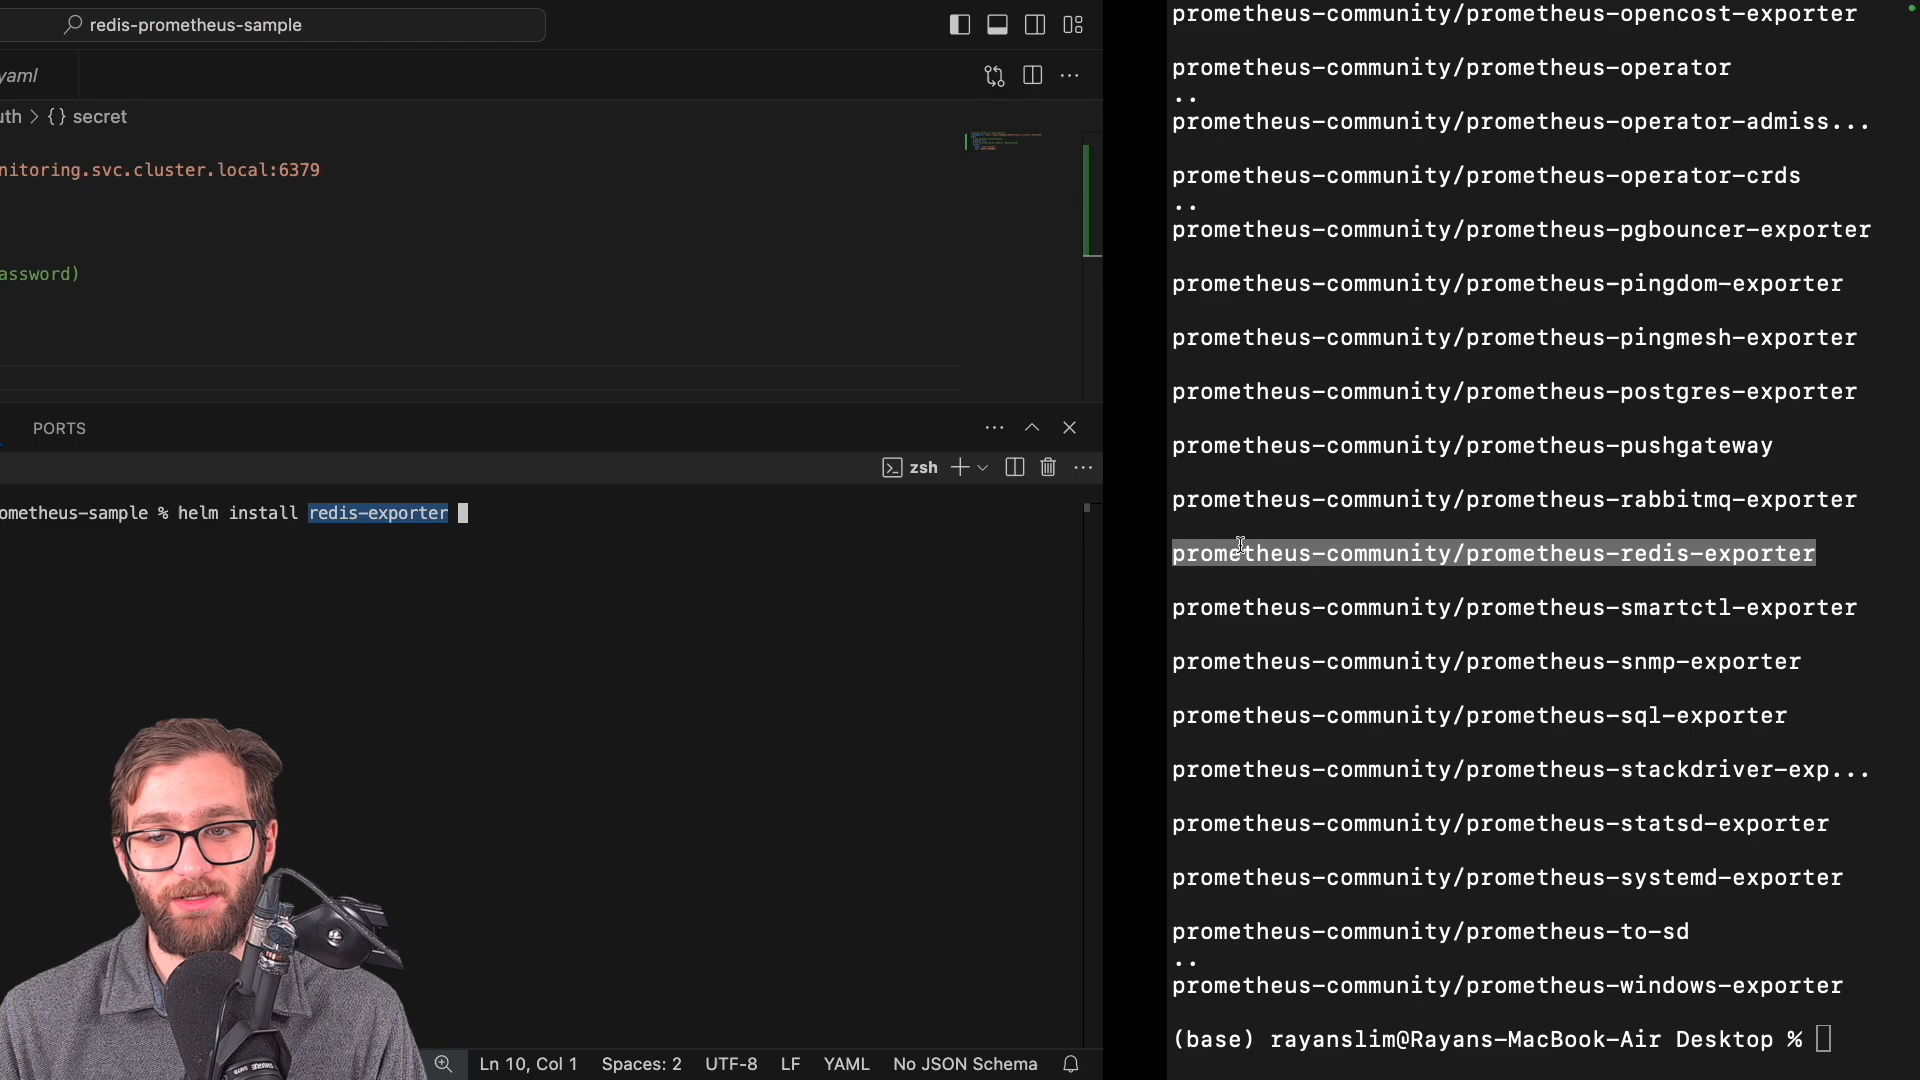 redis-prometheus-sample
yaml
uth > {} secret
nitoring.svc.cluster.local:6379
assword)
PORTS
zsh
ometheus-sample % helm install redis-exporter
Ln 10, Col 1 Spaces: 2 UTF-8 LF YAML No JSON Schema
prometheus-community/prometheus-opencost-exporter
prometheus-community/prometheus-operator
..
prometheus-community/prometheus-operator-admiss...
prometheus-community/prometheus-operator-crds
..
prometheus-community/prometheus-pgbouncer-exporter
prometheus-community/prometheus-pingdom-exporter
prometheus-community/prometheus-pingmesh-exporter
prometheus-community/prometheus-postgres-exporter
prometheus-community/prometheus-pushgateway
prometheus-community/prometheus-rabbitmq-exporter
prometheus-community/prometheus-redis-exporter
prometheus-community/prometheus-smartctl-exporter
prometheus-community/prometheus-snmp-exporter
prometheus-community/prometheus-sql-exporter
prometheus-community/prometheus-stackdriver-exp...
prometheus-community/prometheus-statsd-exporter
prometheus-community/prometheus-systemd-exporter
prometheus-community/prometheus-to-sd
..
prometheus-community/prometheus-windows-exporter
(base) rayanslim@Rayans-MacBook-Air Desktop %